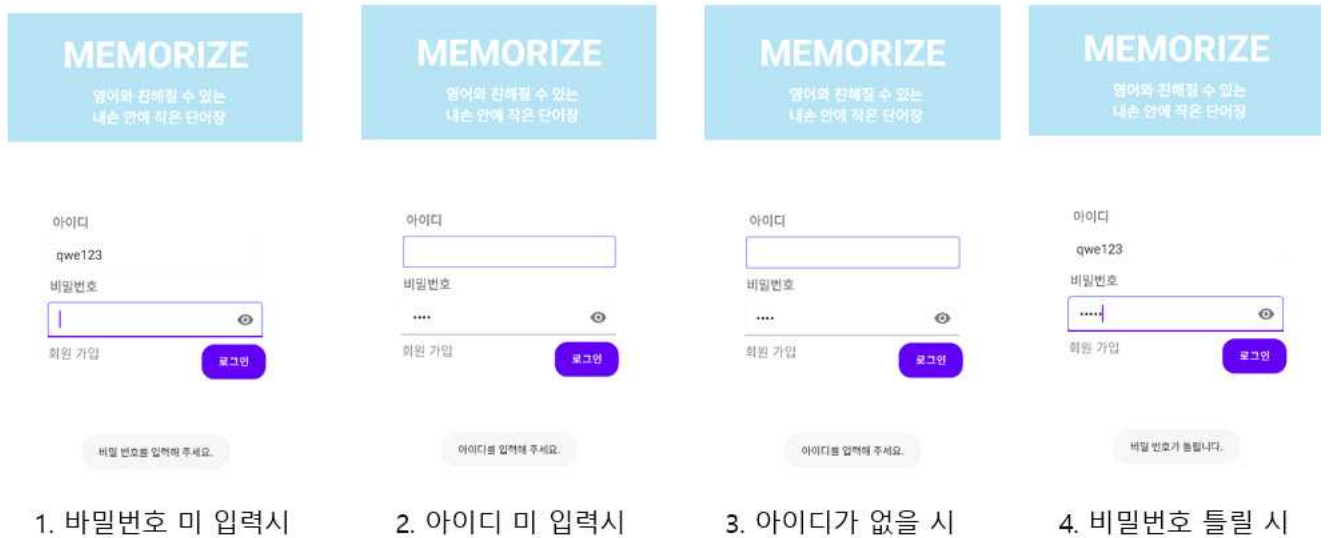 MEMORIZE
영어와 친해질 수 있는
내손 안에 작은 단어장
아이디
qwe123
비밀번호
회원 가입
로그인
비밀 번호를 입력해 주세요.
1. 바밀번호 미 입력시
MEMORIZE
영어와 친해질 수 있는
내손 안에 작은 단어장
아이디
비밀번호
••••
회원 가입
로그인
아이디를 입력해 주세요.
2. 아이디 미 입력시
MEMORIZE
영어와 친해질 수 있는
내손 안에 작은 단어장
아이디
비밀번호
••••
회원 가입
로그인
아이디를 입력해 주세요.
3. 아이디가 없을 시
MEMORIZE
영어와 친해질 수 있는
내손 안에 작은 단어장
아이디
qwe123
비밀번호
•••••
회원 가입
로그인
비밀 번호가 틀립니다.
4. 비밀번호 틀릴 시